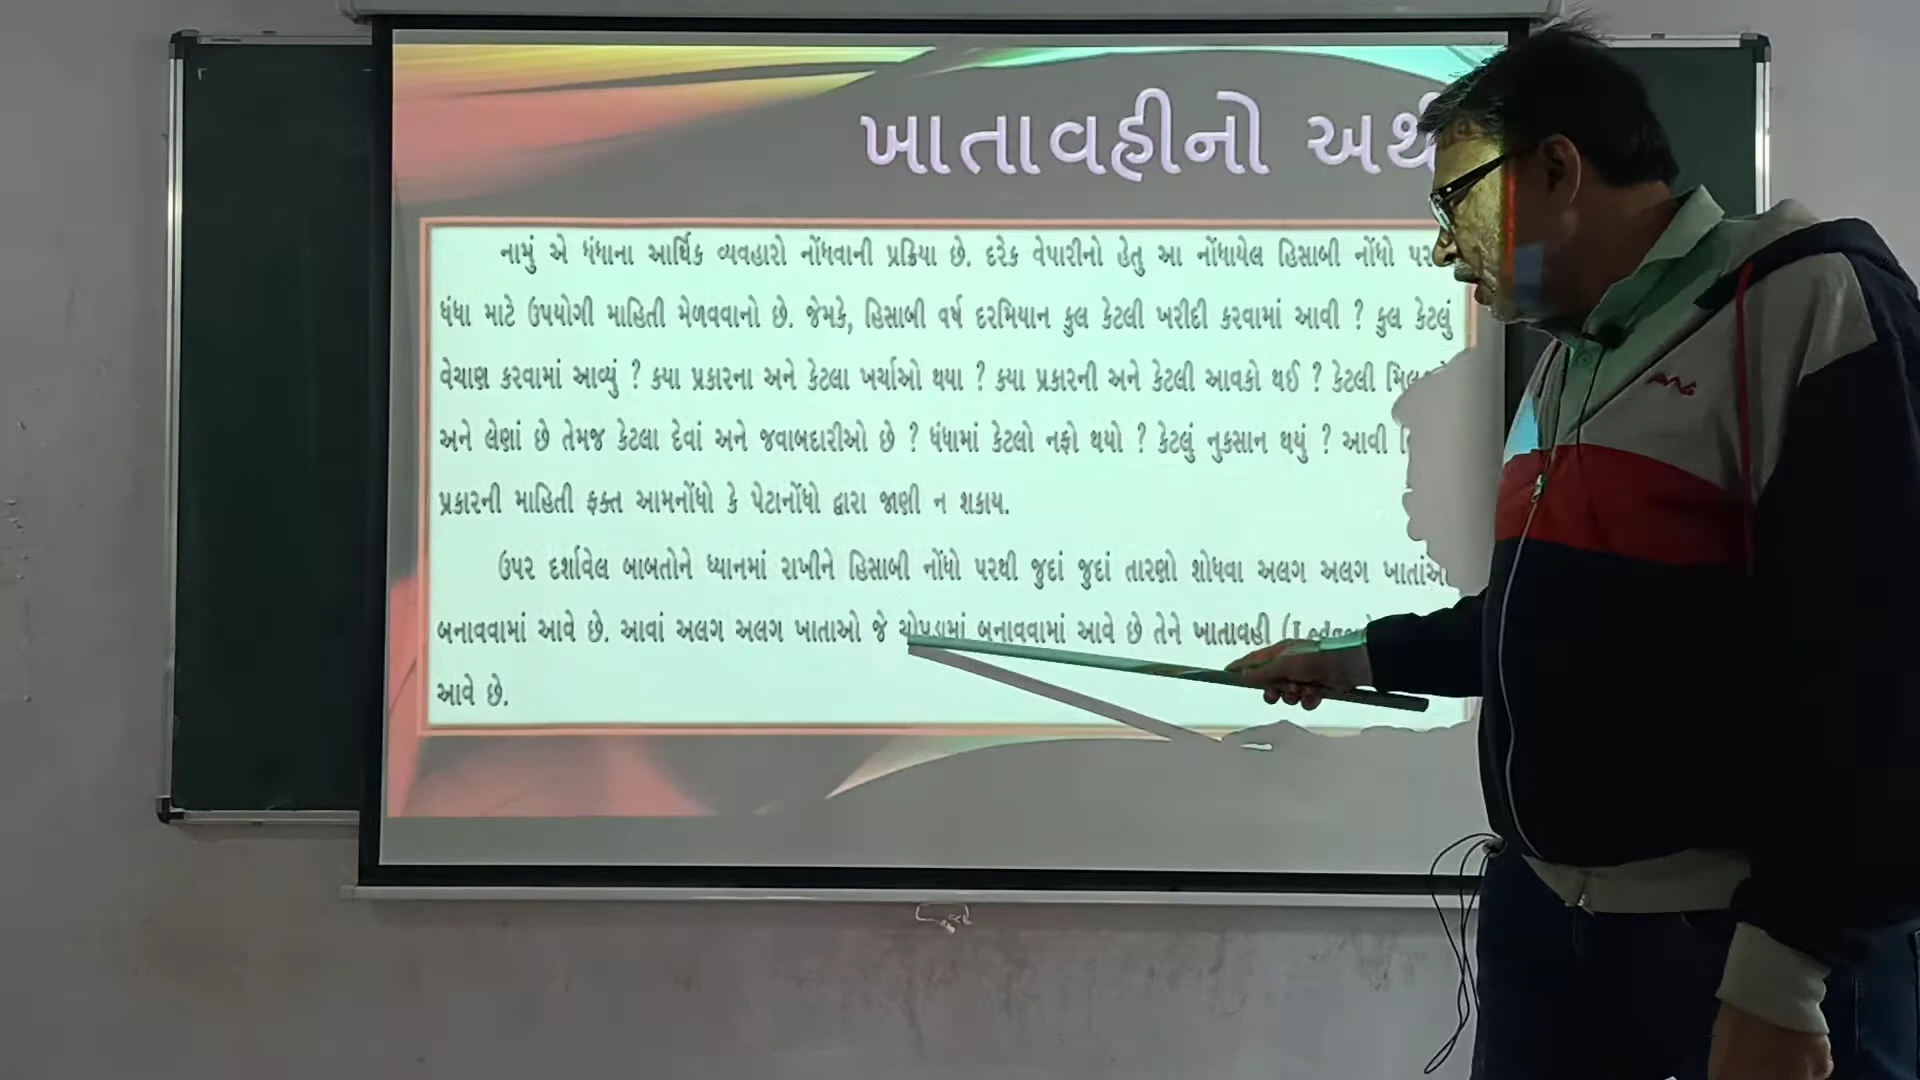 ખાતાવહીનો અર્થ
નામું એ ધંધાના આર્થિક વ્યવહારો નોંધવાની પ્રક્રિયા છે. દરેક વેપારીનો હેતુ આ નોંધાયેલ હિસાબી નોંધો
ધંધા માટે ઉપયોગી માહિતી મેળવવાનો છે. જેમકે, હિસાબી વર્ષ દરમિયાન કુલ કેટલી ખરીદી કરવામાં આવી ? કુલ કેટલું
વેચાણ કરવામાં આવ્યું ? ક્યા પ્રકારના અને કેટલા ખર્ચાઓ થયા ? ક્યા પ્રકારની અને કેટલી આવકો થઈ ? કેટલી
અને લેણાં છે તેમજ કેટલા દેવાં અને જવાબદારીઓ છે ? ધંધામાં કેટલો નફો થયો ? કેટલું નુકસાન થયું ? આવી
પ્રકારની માહિતી ફક્ત આમનોંધો કે પેટાનોંધો દ્વારા જાણી ન શકાય.
ઉપર દર્શાવેલ બાબતોને ધ્યાનમાં રાખીને હિસાબી નોંધો પરથી જુદાં જુદાં તારણો શોધવા અલગ અલગ
બનાવવામાં આવે છે. આવાં અલગ અલગ ખાતાઓ જે ચોપડામાં બનાવવામાં આવે છે તેને ખાતાવહી
આવે છે.